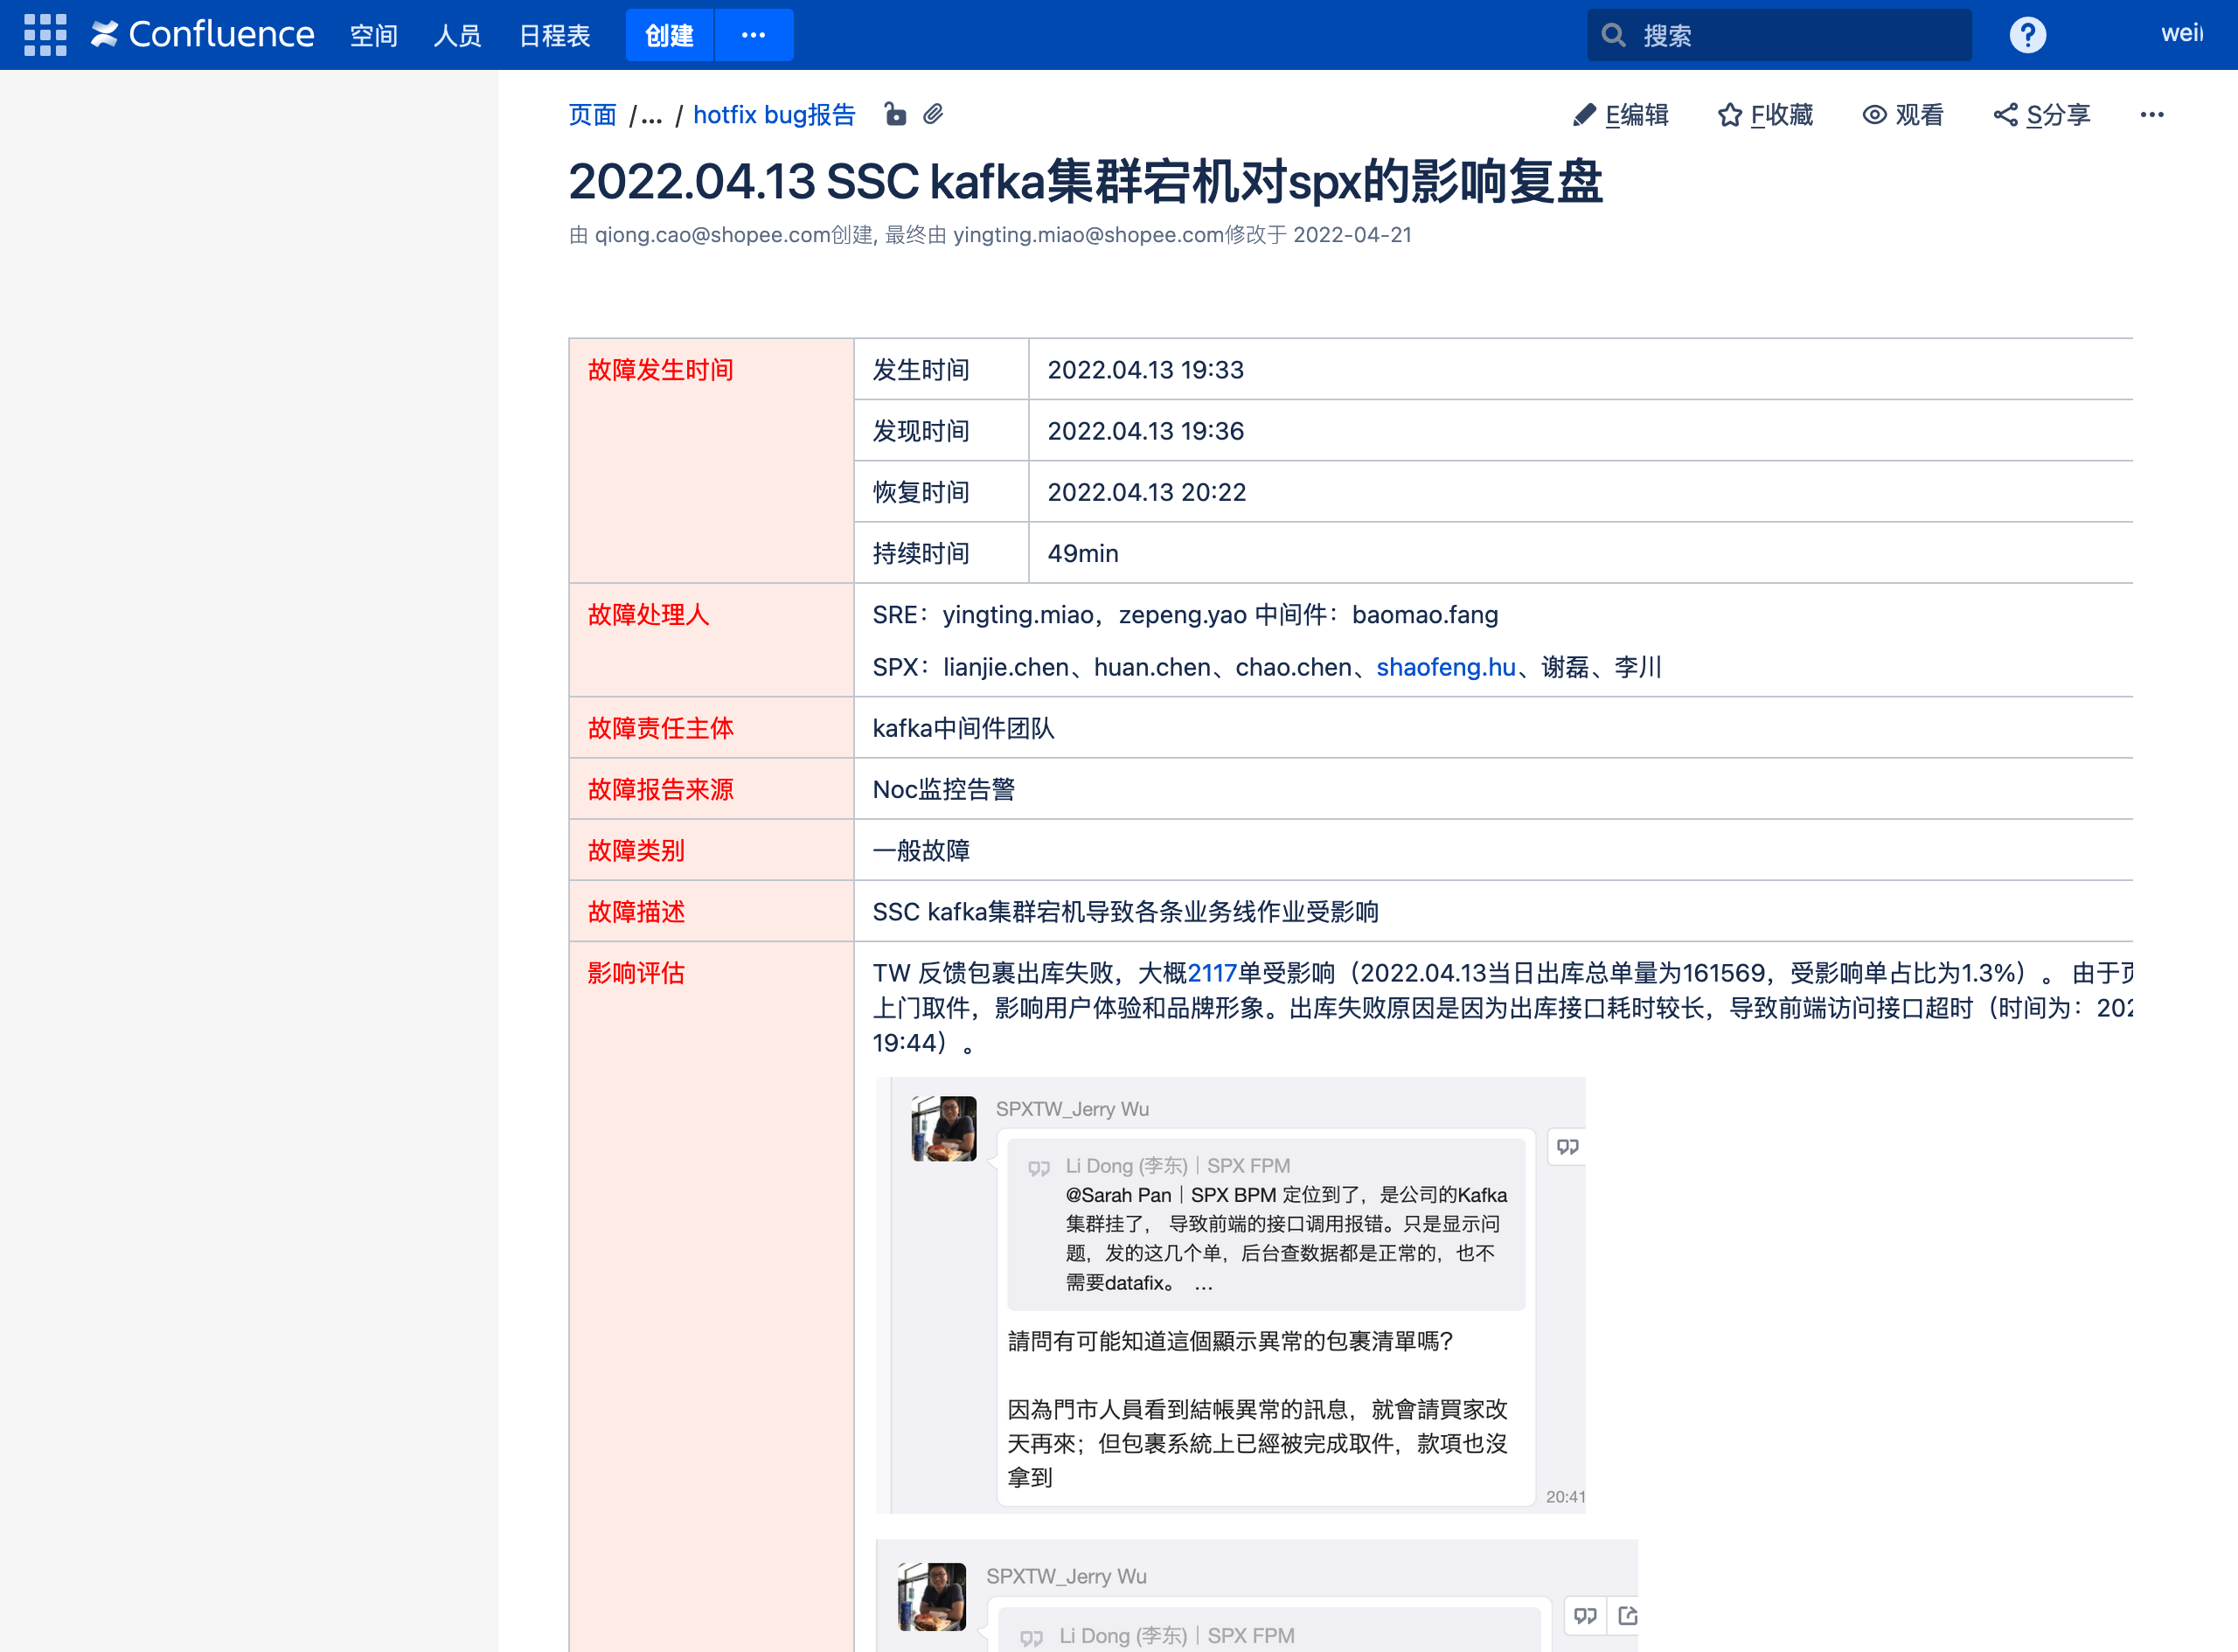 Confluence 空间 人员 日程表 创建 ··· 搜索 ?
页面 /... / hotfix bug报告 E编辑 F收藏 观看 S分享 ···
2022.04.13 SSC kafka集群宕机对spx的影响复盘
由 qiong.cao@shopee.com创建, 最终由 yingting.miao@shopee.com修改于 2022-04-21
故障发生时间 发生时间 2022.04.13 19:33
发现时间 2022.04.13 19:36
恢复时间 2022.04.13 20:22
持续时间 49min
故障处理人 SRE：yingting.miao，zepeng.yao 中间件：baomao.fang
SPX：lianjie.chen、huan.chen、chao.chen、shaofeng.hu、谢磊、李川
故障责任主体 kafka中间件团队
故障报告来源 Noc监控告警
故障类别 一般故障
故障描述 SSC kafka集群宕机导致各条业务线作业受影响
影响评估 TW 反馈包裹出库失败，大概2117单受影响（2022.04.13当日出库总单量为161569，受影响单占比为1.3%）。 由于
上门取件，影响用户体验和品牌形象。出库失败原因是因为出库接口耗时较长，导致前端访问接口超时（时间为：202
19:44）。
SPXTW_Jerry Wu
Li Dong (李东)｜SPX FPM
@Sarah Pan｜SPX BPM 定位到了，是公司的Kafka
集群挂了， 导致前端的接口调用报错。只是显示问
题，发的这几个单，后台查数据都是正常的，也不
需要datafix。 ...
請問有可能知道這個顯示異常的包裹清單嗎?
因為門市人員看到結帳異常的訊息，就會請買家改
天再來；但包裹系統上已經被完成取件，款項也沒
拿到
20:41
SPXTW_Jerry Wu
Li Dong (李东)｜SPX FPM